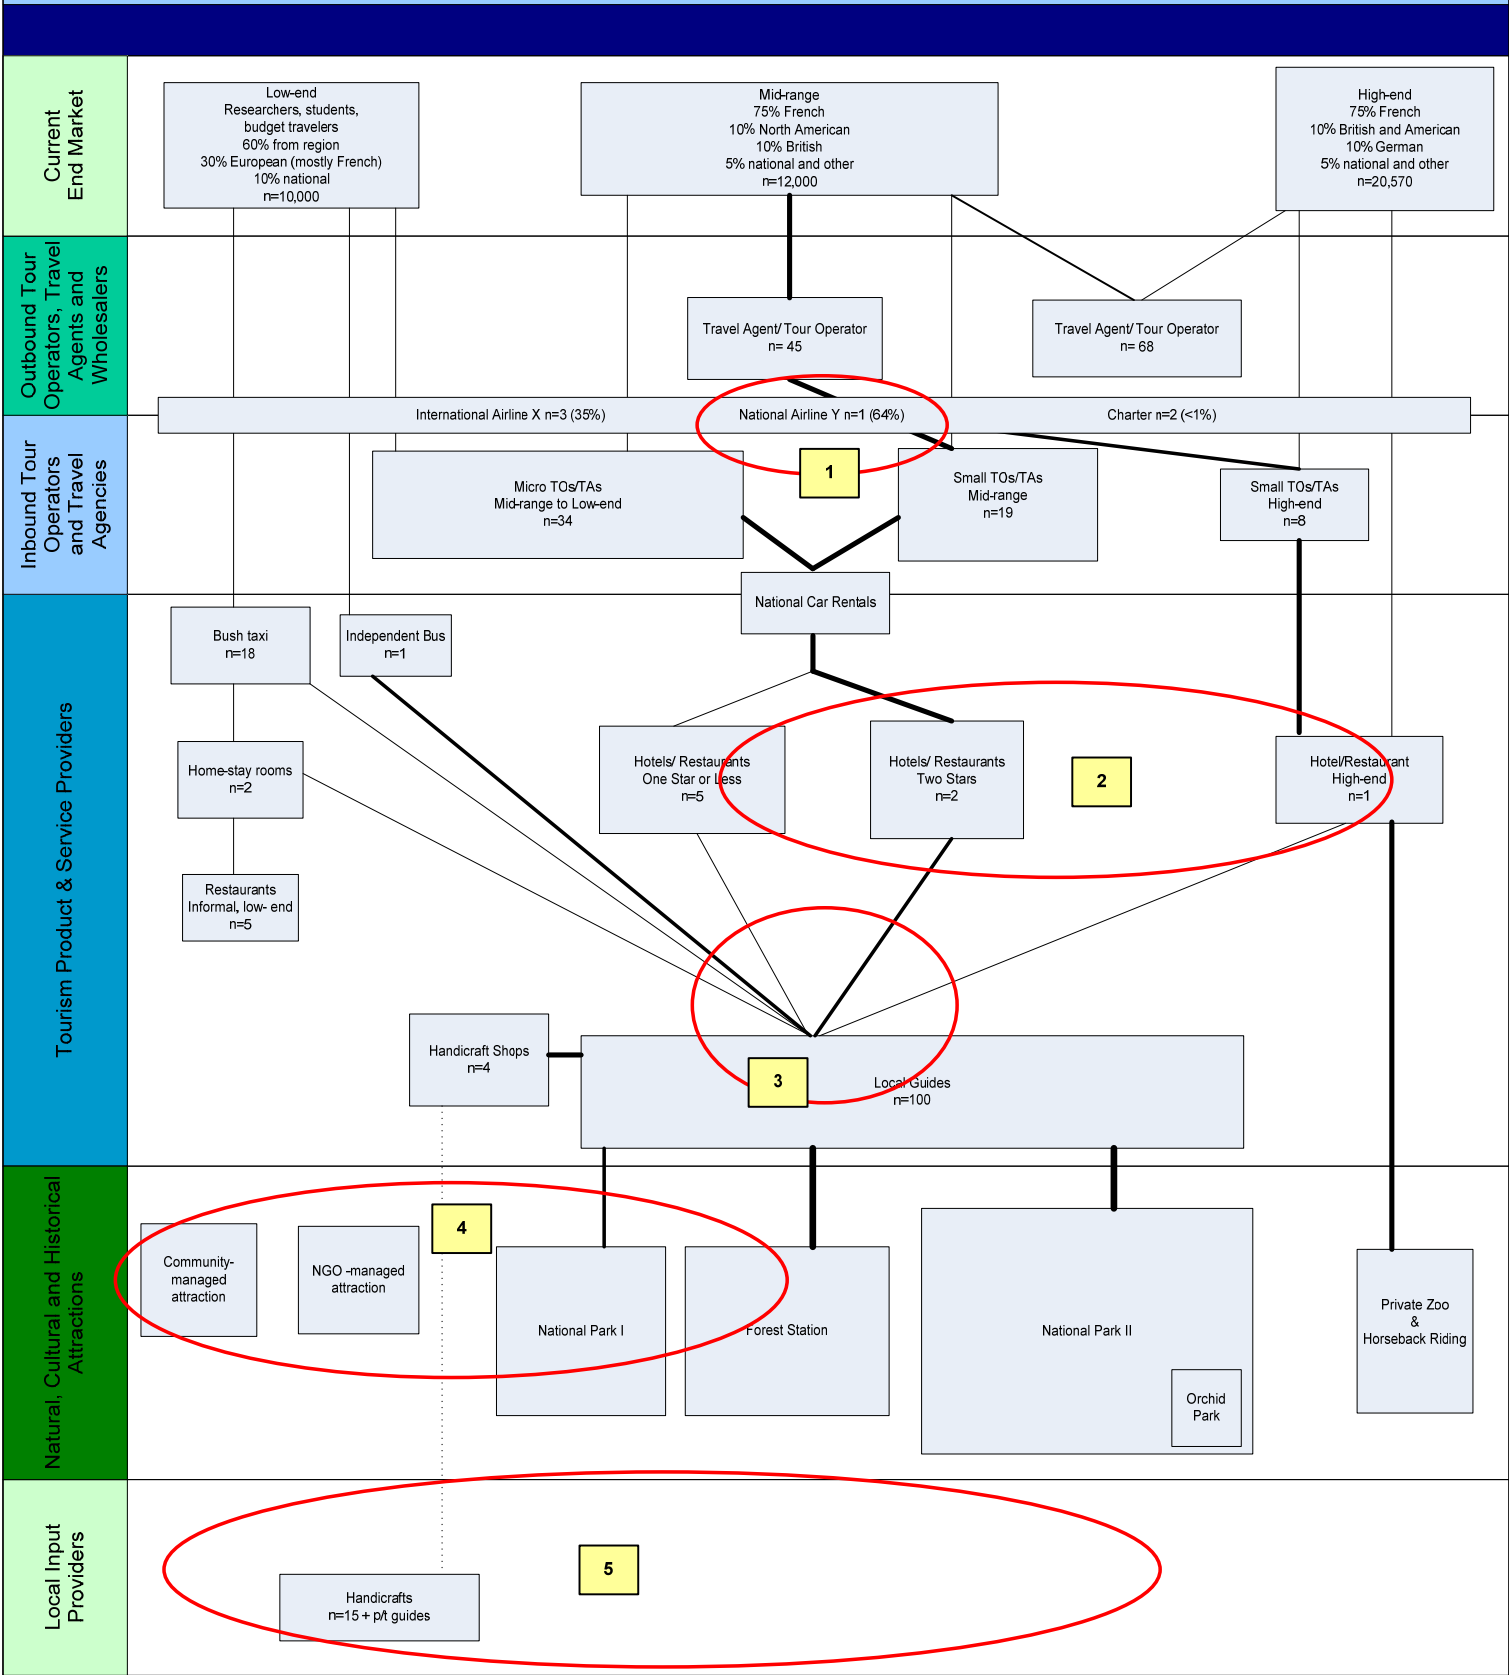 Current
End Market
Low-end
Researchers, students,
budget travelers
60% from region
30% European (mostly French)
10% national
n=10,000
Mid-range
75% French
10% North American
10% British
5% national and other
n=12,000
High-end
75% French
10% British and American
10% German
5% national and other
n=20,570
Outbound Tour
Operators, Travel
Agents and
Wholesalers
Travel Agent/ Tour Operator
n= 45
Travel Agent/ Tour Operator
n= 68
International Airline X n=3 (35%)
National Airline Y n=1 (64%)
Charter n=2 (<1%)
Inbound Tour
Operators
and Travel
Agencies
1
Micro TOs/TAs
Mid-range to Low-end
n=34
Small TOs/TAs
Mid-range
n=19
Small TOs/TAs
High-end
n=8
National Car Rentals
Tourism Product & Service Providers
Bush taxi
n=18
Independent Bus
n=1
Home-stay rooms
n=2
Hotels/ Restaurants
One Star or Less
n=5
Hotels/ Restaurants
Two Stars
n=2
2
Hotel/Restaurant
High-end
n=1
Restaurants
Informal, low- end
n=5
Handicraft Shops
n=4
3
Local Guides
n=100
Natural, Cultural and Historical
Attractions
4
Community-
managed
attraction
NGO -managed
attraction
National Park I
Forest Station
National Park II
Orchid
Park
Private Zoo
&
Horseback Riding
Local Input
Providers
5
Handicrafts
n=15 + p/t guides